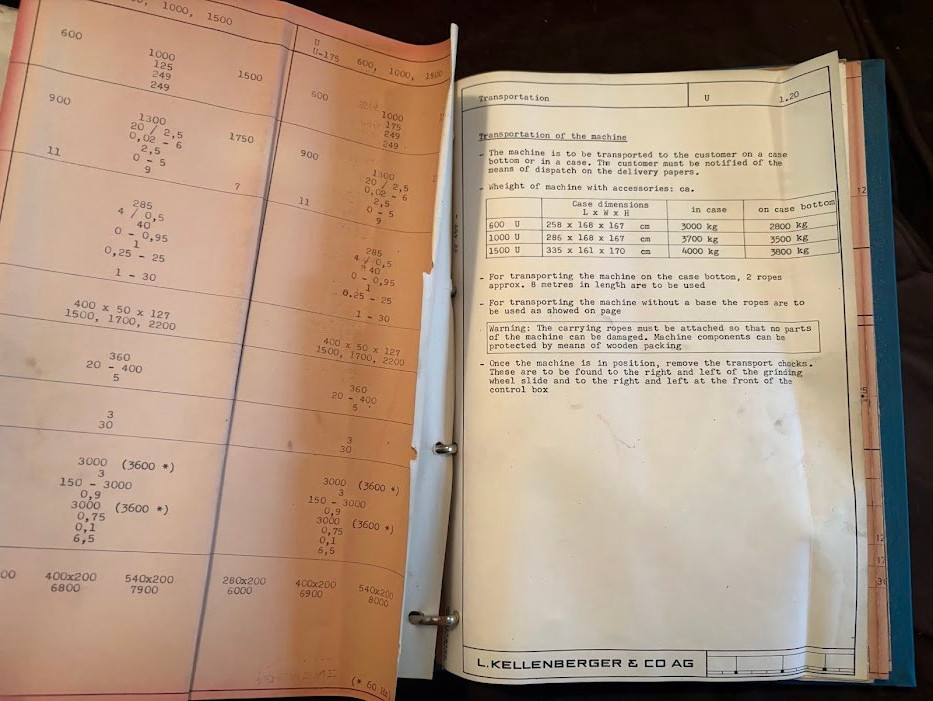 1000, 1500
600
1000
125
249
249
1500
900
1300
20 / 2,5
0,02 - 6
2,5
0 - 5
9
1750
11
7
285
4 / 0,5
40
0 - 0,95
1
0,25 - 25
1 - 30
400 x 50 x 127
1500, 1700, 2200
360
20 - 400
5
3
30
3000 (3600 *)
3
150 - 3000
0,9
3000 (3600 *)
0,75
0,1
6,5
00 400x200 540x200
6800 7900
U
U-175 600, 1000, 1500
600
1000
175
249
249
900
1300
20 / 2,5
0,02 - 6
2,5
0 - 5
9
11
285
4 / 0,5
40
0 - 0,95
1
0.25 - 25
1 - 30
400 x 50 x 127
1500, 1700, 2200
360
20 - 400
5
3
30
3000 (3600 *)
3
150 - 3000
0,9
3000 (3600 *)
0,75
0,1
6,5
280x200 400x200 540x200
6000 6900 8000
(* 60 Hz)
Transportation U 1.20
Transportation of the machine
- The machine is to be transported to the customer on a case
bottom or in a case. The customer must be notified of the
means of dispatch on the delivery papers.
- Wheight of machine with accessories: ca.
Case dimensions
L x W x H in case on case bottom
600 U 258 x 168 x 167 cm 3000 kg 2800 kg
1000 U 286 x 168 x 167 cm 3700 kg 3500 kg
1500 U 335 x 161 x 170 cm 4000 kg 3800 kg
- For transporting the machine on the case bottom, 2 ropes
approx. 8 metres in length are to be used
- For transporting the machine without a base the ropes are to
be used as showed on page
Warning: The carrying ropes must be attached so that no parts
of the machine can be damaged. Machine components can be
protected by means of wooden packing
- Once the machine is in position, remove the transport chocks.
These are to be found to the right and left of the grinding
wheel slide and to the right and left at the front of the
control box
L. KELLENBERGER & CO AG
12
12